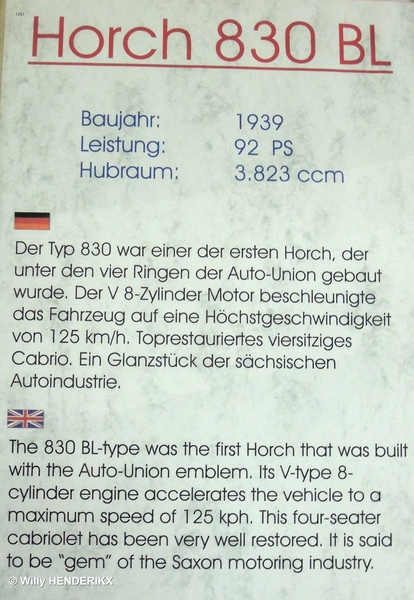 1291
Horch 830 BL
Baujahr: 1939
Leistung: 92 PS
Hubraum: 3.823 ccm
Der Typ 830 war einer der ersten Horch, der
unter den vier Ringen der Auto-Union gebaut
wurde. Der V 8-Zylinder Motor beschleunigte
das Fahrzeug auf eine Höchstgeschwindigkeit
von 125 km/h. Toprestauriertes viersitziges
Cabrio. Ein Glanzstück der sächsischen
Autoindustrie.
The 830 BL-type was the first Horch that was built
with the Auto-Union emblem. Its V-type 8-
cylinder engine accelerates the vehicle to a
maximum speed of 125 kph. This four-seater
cabriolet has been very well restored. It is said
to be "gem" of the Saxon motoring industry.
© Willy HENDERIKX